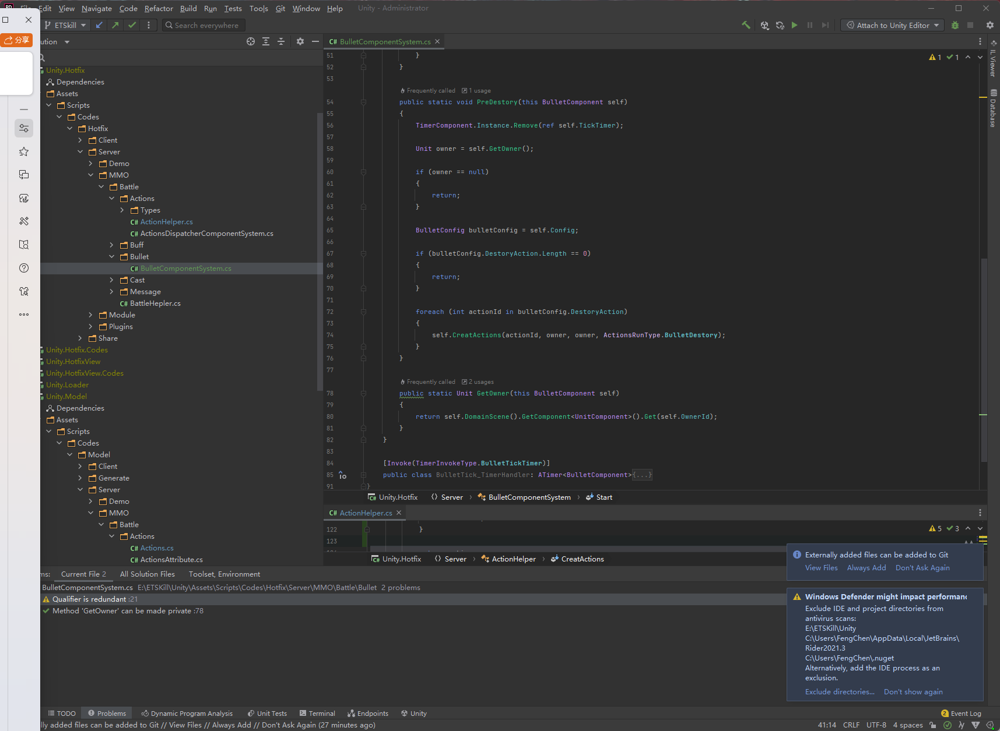 Edit View Navigate Code Refactor Build Run Tests Tools Git Window Help Unity - Administrator
ETSkill Search everywhere Attach to Unity Editor
分享
ution
Unity.Hotfix
Dependencies
Assets
Scripts
Codes
Hotfix
Client
Server
Demo
MMO
Battle
Actions
Types
C# ActionHelper.cs
C# ActionsDispatcherComponentSystem.cs
Buff
Bullet
C# BulletComponentSystem.cs
Cast
Message
C# BattleHepler.cs
Module
Plugins
Share
Unity.Hotfix.Codes
Unity.HotfixView
Unity.HotfixView.Codes
Unity.Loader
Unity.Model
Dependencies
Assets
Scripts
Codes
Model
Client
Generate
Server
Demo
MMO
Battle
Actions
C# Actions.cs
C# ActionsAttribute.cs
C# BulletComponentSystem.cs
1 1
51 }
52 }
53
Frequently called 1 usage
54 public static void PreDestory(this BulletComponent self)
55 {
56 TimerComponent.Instance.Remove(ref self.TickTimer);
57
58 Unit owner = self.GetOwner();
59
60 if (owner == null)
61 {
62 return;
63 }
64
65 BulletConfig bulletConfig = self.Config;
66
67 if (bulletConfig.DestoryAction.Length == 0)
68 {
69 return;
70 }
71
72 foreach (int actionId in bulletConfig.DestoryAction)
73 {
74 self.CreatActions(actionId, owner, owner, ActionsRunType.BulletDestory);
75 }
76 }
77
Frequently called 2 usages
78 public static Unit GetOwner(this BulletComponent self)
79 {
80 return self.DomainScene().GetComponent<UnitComponent>().Get(self.OwnerId);
81 }
82 }
83
84 [Invoke(TimerInvokeType.BulletTickTimer)]
85 public class BulletTick_TimerHandler: ATimer<BulletComponent>{...}
91 }
Unity.Hotfix Server BulletComponentSystem Start
C# ActionHelper.cs
122 }
123
5 3
Unity.Hotfix Server ActionHelper CreatActions
IL Viewer
Database
ms: Current File 2 All Solution Files Toolset, Environment
BulletComponentSystem.cs E:\ETSKill\Unity\Assets\Scripts\Codes\Hotfix\Server\MMO\Battle\Bullet 2 problems
Qualifier is redundant :21
Method 'GetOwner' can be made private :78
Externally added files can be added to Git
View Files Always Add Don't Ask Again
Windows Defender might impact performanc
Exclude IDE and project directories from
antivirus scans:
E:\ETSKill\Unity
C:\Users\FengChen\AppData\Local\JetBrains\
Rider2021.3
C:\Users\FengChen\.nuget
Alternatively, add the IDE process as an
exclusion.
Exclude directories... Don't show again
TODO Problems Dynamic Program Analysis Unit Tests Terminal Endpoints Unity 2 Event Log
lly added files can be added to Git // View Files // Always Add // Don't Ask Again (27 minutes ago) 41:14 CRLF UTF-8 4 spaces